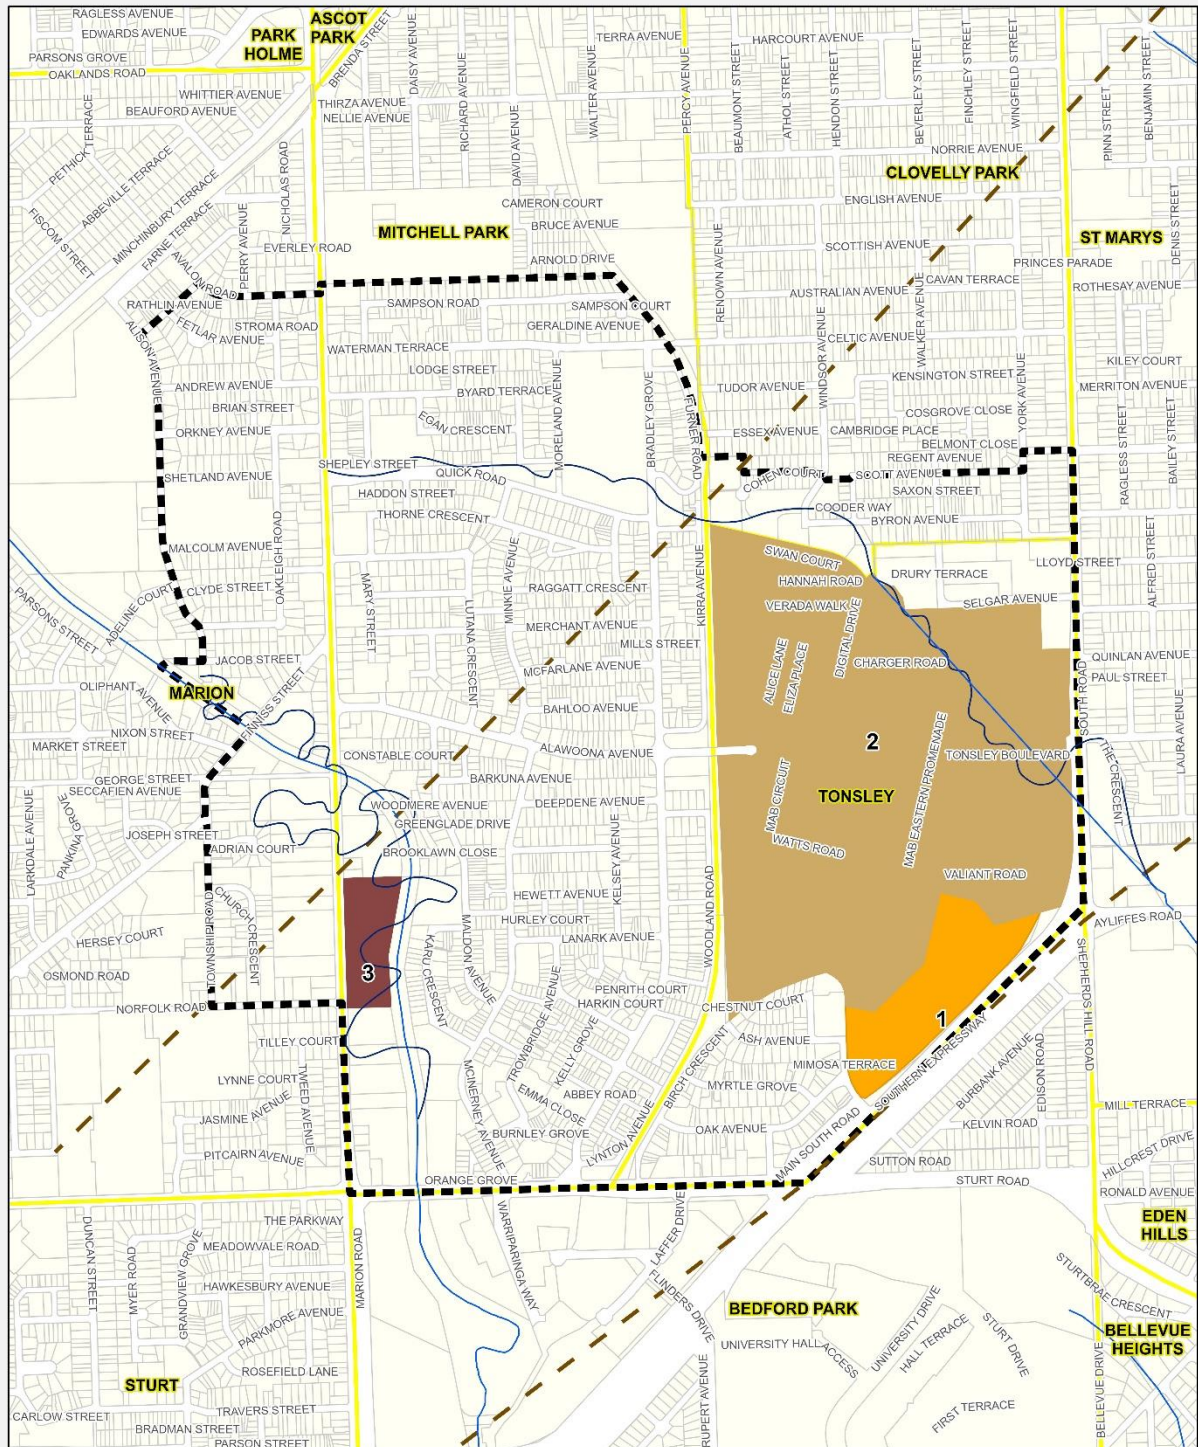 RAGLESS AVENUE
EDWARDS AVENUE
PARSONS GROVE
OAKLANDS ROAD
PARK
HOLME
ASCOT
PARK
BRENDA STREET
DAISY AVENUE
RICHARD AVENUE
DAVID AVENUE
TERRA AVENUE
WALTER AVENUE
PERCY AVENUE
HARCOURT AVENUE
BEAUMONT STREET
ATHOL STREET
HENDON STREET
BEVERLEY STREET
FINCHLEY STREET
WINGFIELD STREET
PINN STREET
BENJAMIN STREET
WHITTIER AVENUE
BEAUFORD AVENUE
THIRZA AVENUE
NELLIE AVENUE
NORRIE AVENUE
CLOVELLY PARK
PETHICK TERRACE
ABBEVILLE TERRACE
MINCHINBURY TERRACE
FARNE TERRACE
FISCOM STREET
NICHOLAS ROAD
PERRY AVENUE
AVALON ROAD
EVERLEY ROAD
MITCHELL PARK
CAMERON COURT
BRUCE AVENUE
ARNOLD DRIVE
ENGLISH AVENUE
SCOTTISH AVENUE
ST MARYS
DENIS STREET
PRINCES PARADE
CAVAN TERRACE
ROTHESAY AVENUE
AUSTRALIAN AVENUE
RENOWN AVENUE
RATHLIN AVENUE
FETLAR AVENUE
STROMA ROAD
ALISON AVENUE
SAMPSON ROAD
SAMPSON COURT
GERALDINE AVENUE
WATERMAN TERRACE
LODGE STREET
BYARD TERRACE
EGAN CRESCENT
MORELAND AVENUE
BRADLEY GROVE
FURNER ROAD
CELTIC AVENUE
WINDSOR AVENUE
WALKER AVENUE
TUDOR AVENUE
KENSINGTON STREET
COSGROVE CLOSE
YORK AVENUE
KILEY COURT
MERRITON AVENUE
ESSEX AVENUE
CAMBRIDGE PLACE
BELMONT CLOSE
REGENT AVENUE
RAGLESS AVENUE
BAILEY STREET
ANDREW AVENUE
BRIAN STREET
ORKNEY AVENUE
SHETLAND AVENUE
SHEPLEY STREET
QUICK ROAD
HADDON STREET
THORNE CRESCENT
COHEN COURT
SCOTT AVENUE
SAXON STREET
COODER WAY
BYRON AVENUE
OAKLEIGH ROAD
MALCOLM AVENUE
CLYDE STREET
ADELINE COURT
PARSONS STREET
MARY STREET
LUTANA CRESCENT
MINKIE AVENUE
RAGGATT CRESCENT
MERCHANT AVENUE
MILLS STREET
MCFARLANE AVENUE
BAHLOO AVENUE
KIRRA AVENUE
SWAN COURT
HANNAH ROAD
VERADA WALK
DIGITAL DRIVE
DRURY TERRACE
SELGAR AVENUE
LLOYD STREET
ALFRED STREET
ALICE LANE
ELIZA PLACE
CHARGER ROAD
SOUTH ROAD
QUINLAN AVENUE
PAUL STREET
LAURA AVENUE
JACOB STREET
MARION
FINNISS STREET
OLIPHANT AVENUE
NIXON STREET
MARKET STREET
GEORGE STREET
SECCAFIEN AVENUE
CONSTABLE COURT
ALAWOONA AVENUE
BARKUNA AVENUE
WOODMERE AVENUE
DEEPDENE AVENUE
GREENGLADE DRIVE
BROOKLAWN CLOSE
2
TONSLEY
TONSLEY BOULEVARD
THE CRESCENT
MAB CIRCUIT
MAB EASTERN PROMENADE
WATTS ROAD
VALIANT ROAD
LARKDALE AVENUE
PANKINA GROVE
JOSEPH STREET
ADRIAN COURT
CHURCH CRESCENT
TOWNSHIP ROAD
HERSEY COURT
OSMOND ROAD
NORFOLK ROAD
3
KARU CRESCENT
MALDON AVENUE
HEWETT AVENUE
HURLEY COURT
LANARK AVENUE
KELSEY AVENUE
WOODLAND ROAD
PENRITH COURT
HARKIN COURT
CHESTNUT COURT
TROWBRIDGE AVENUE
KELLY GROVE
ASH AVENUE
1
AYLIFFES ROAD
SHEPHERDS HILL ROAD
SOUTHERN EXPRESSWAY
MIMOSA TERRACE
MYRTLE GROVE
BIRCH CRESCENT
OAK AVENUE
MAIN SOUTH ROAD
BURBANK AVENUE
EDISON ROAD
KELVIN ROAD
SUTTON ROAD
STURT ROAD
MILL TERRACE
HILLCREST DRIVE
RONALD AVENUE
TILLEY COURT
LYNNE COURT
TWEED AVENUE
JASMINE AVENUE
PITCAIRN AVENUE
MCINERNEY AVENUE
EMMA CLOSE
ABBEY ROAD
BURNLEY GROVE
LYNTON AVENUE
ORANGE GROVE
THE PARKWAY
DUNCAN STREET
MYER ROAD
GRANDVIEW GROVE
MEADOWVALE ROAD
HAWKESBURY AVENUE
PARKMORE AVENUE
MARION ROAD
ROSEFIELD LANE
STURT
TRAVERS STREET
CARLOW STREET
BRADMAN STREET
PARSON STREET
WARRIPARINGA WAY
LAFFER DRIVE
FLINDERS DRIVE
BEDFORD PARK
UNIVERSITY HALL ACCESS
UNIVERSITY DRIVE
HALL TERRACE
STURT DRIVE
FIRST TERRACE
RUPERT AVENUE
EDEN
HILLS
STURTBRAE CRESCENT
BELLEVUE
HEIGHTS
BELLEVUE DRIVE